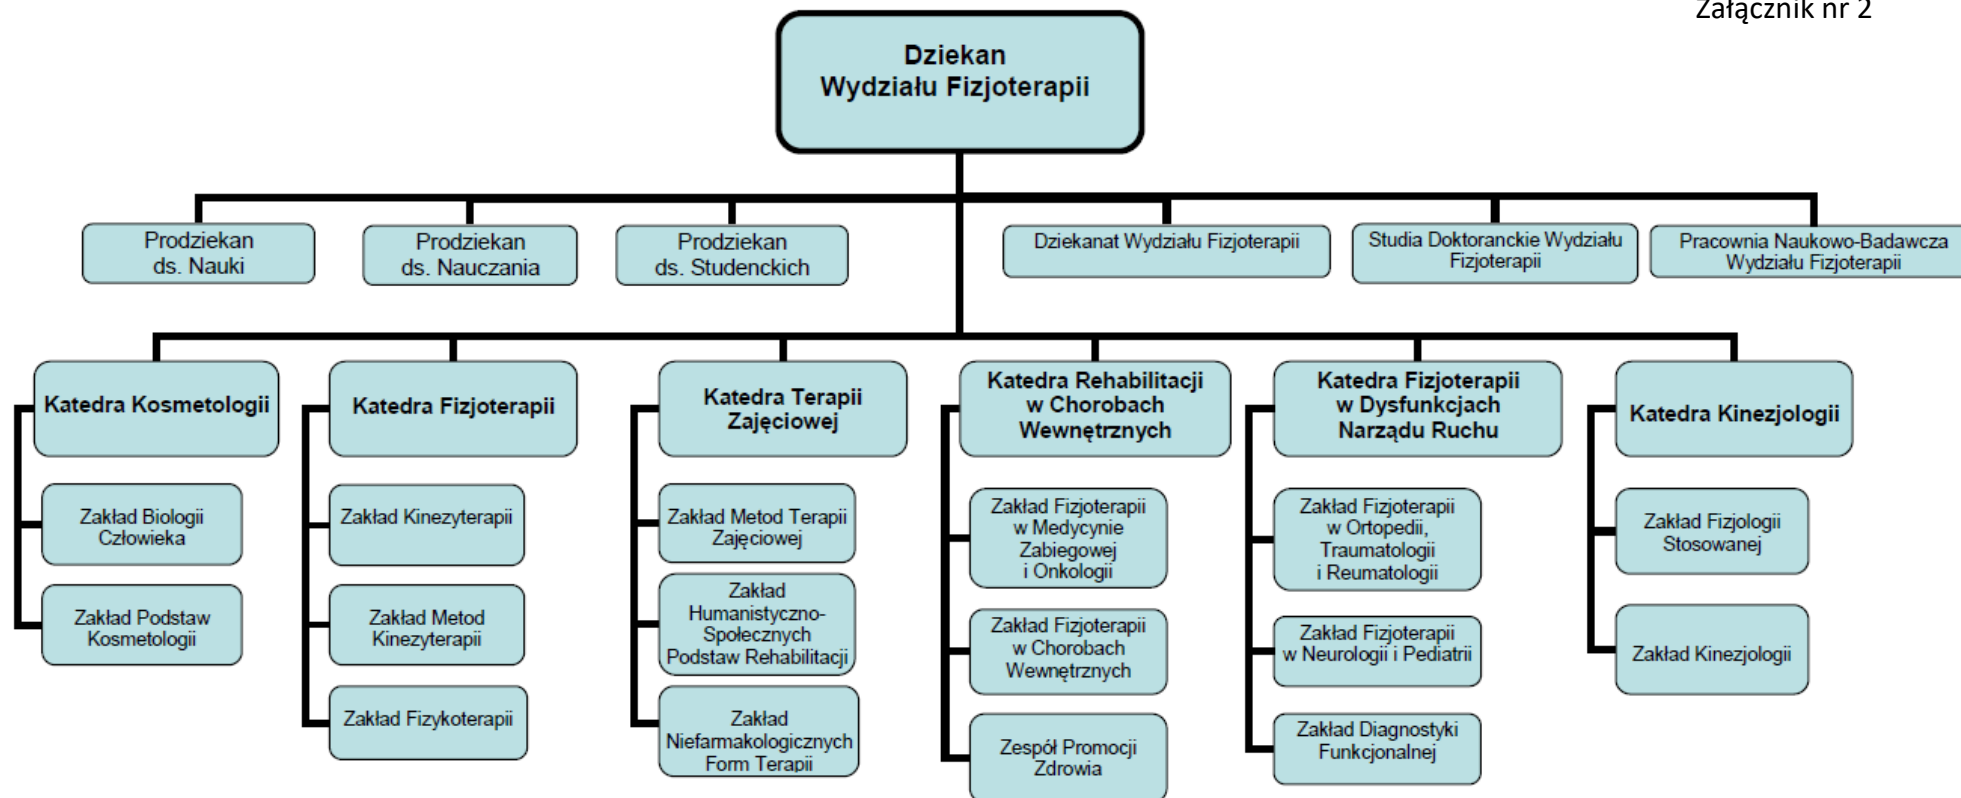 Załącznik nr 2
Dziekan
Wydziału Fizjoterapii
Prodziekan
ds. Nauki
Prodziekan
ds. Nauczania
Prodziekan
ds. Studenckich
Dziekanat Wydziału Fizjoterapii
Studia Doktoranckie Wydziału
Fizjoterapii
Pracownia Naukowo-Badawcza
Wydziału Fizjoterapii
Katedra Kosmetologii
Zakład Biologii
Człowieka
Zakład Podstaw
Kosmetologii
Katedra Fizjoterapii
Zakład Kinezyterapii
Zakład Metod
Kinezyterapii
Zakład Fizykoterapii
Katedra Terapii
Zajęciowej
Zakład Metod Terapii
Zajęciowej
Zakład
Humanistyczno-
Społecznych
Podstaw Rehabilitacji
Zakład
Niefarmakologicznych
Form Terapii
Katedra Rehabilitacji
w Chorobach
Wewnętrznych
Zakład Fizjoterapii
w Medycynie
Zabiegowej
i Onkologii
Zakład Fizjoterapii
w Chorobach
Wewnętrznych
Zespół Promocji
Zdrowia
Katedra Fizjoterapii
w Dysfunkcjach
Narządu Ruchu
Zakład Fizjoterapii
w Ortopedii,
Traumatologii
i Reumatologii
Zakład Fizjoterapii
w Neurologii i Pediatrii
Zakład Diagnostyki
Funkcjonalnej
Katedra Kinezjologii
Zakład Fizjologii
Stosowanej
Zakład Kinezjologii